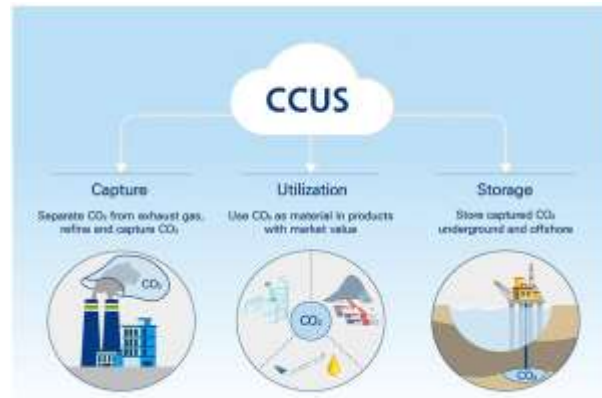 CCUS
Capture
Separate CO₂ from exhaust gas,
refine and capture CO₂
Utilization
Use CO₂ as material in products
with market value
Storage
Store captured CO₂
underground and offshore
CO₂
CO₂
CO₂